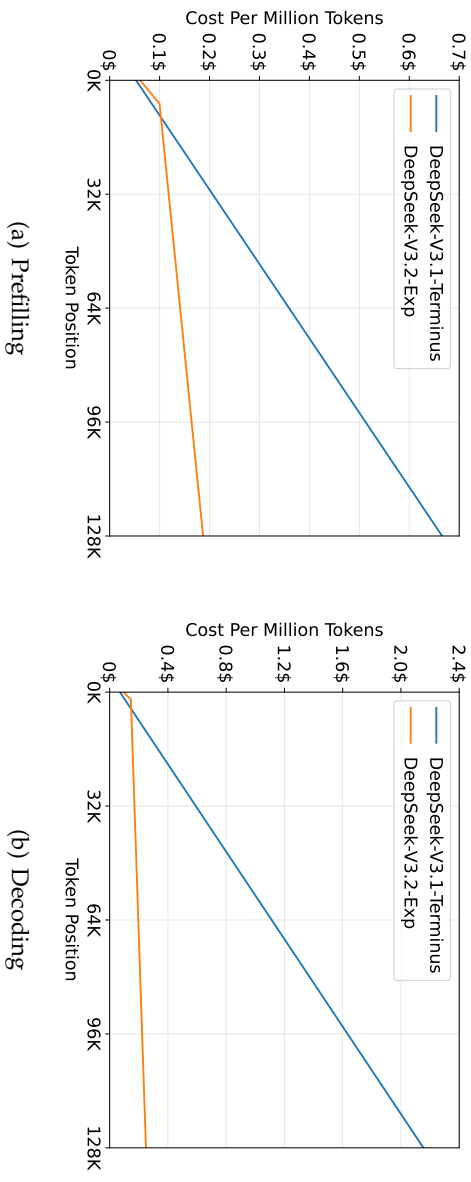 0.7$
0.6$
0.5$
0.4$
0.3$
0.2$
0.1$
0$
Cost Per Million Tokens
DeepSeek-V3.1-Terminus
DeepSeek-V3.2-Exp
0K
32K
64K
96K
128K
Token Position
(a) Prefilling
2.4$
2.0$
1.6$
1.2$
0.8$
0.4$
0$
Cost Per Million Tokens
DeepSeek-V3.1-Terminus
DeepSeek-V3.2-Exp
0K
32K
64K
96K
128K
Token Position
(b) Decoding